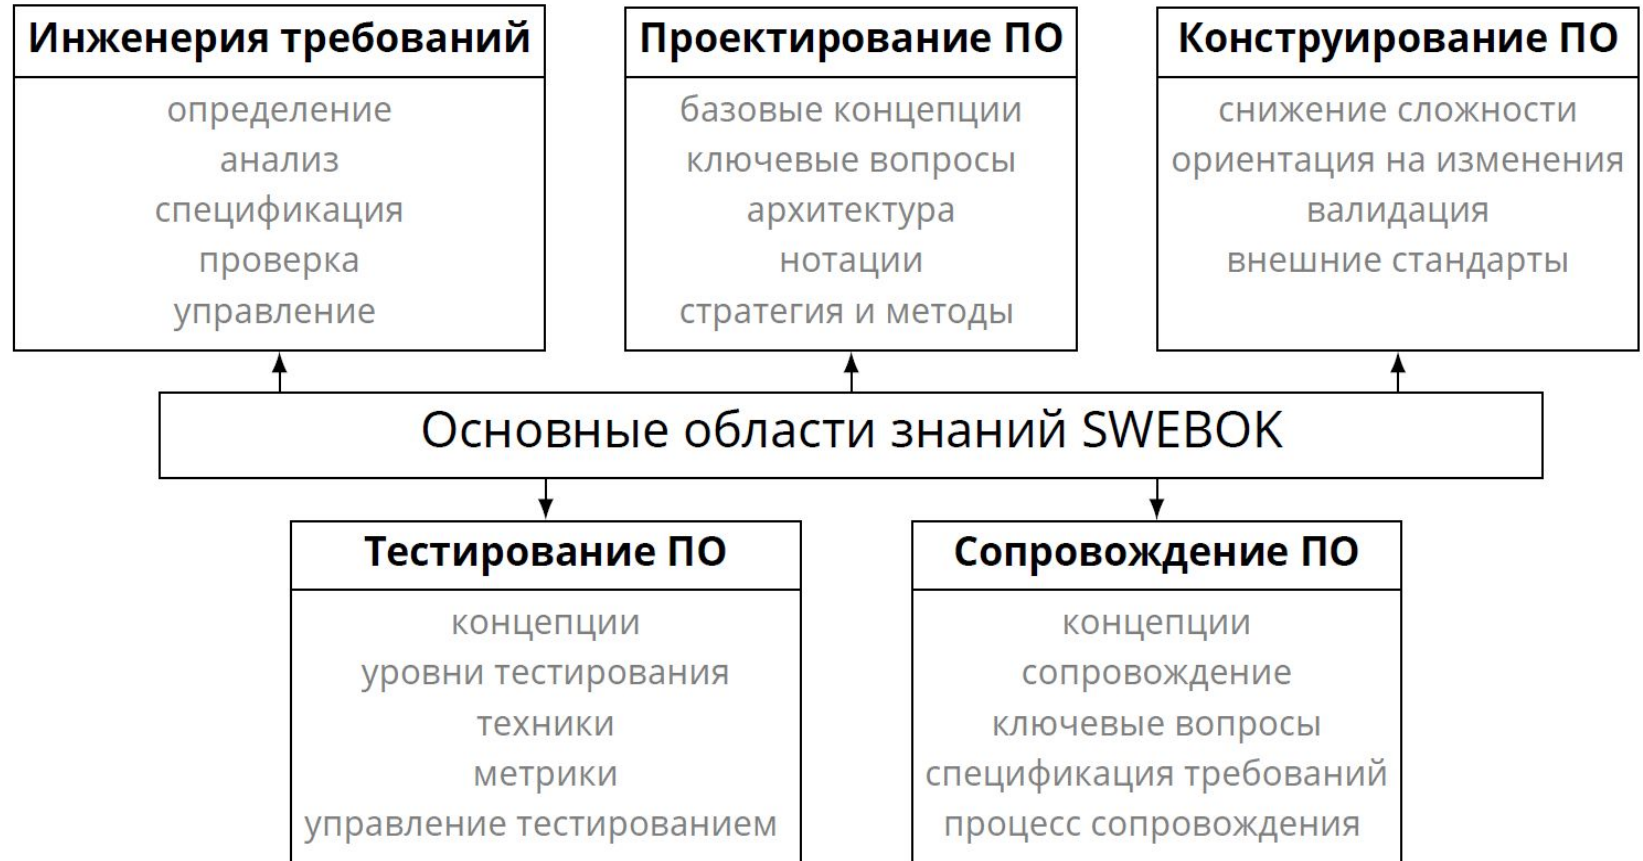 Инженерия требований
определение
анализ
спецификация
проверка
управление
Проектирование ПО
базовые концепции
ключевые вопросы
архитектура
нотации
стратегия и методы
Конструирование ПО
снижение сложности
ориентация на изменения
валидация
внешние стандарты
Основные области знаний SWEBOK
Тестирование ПО
концепции
уровни тестирования
техники
метрики
управление тестированием
Сопровождение ПО
концепции
сопровождение
ключевые вопросы
спецификация требований
процесс сопровождения